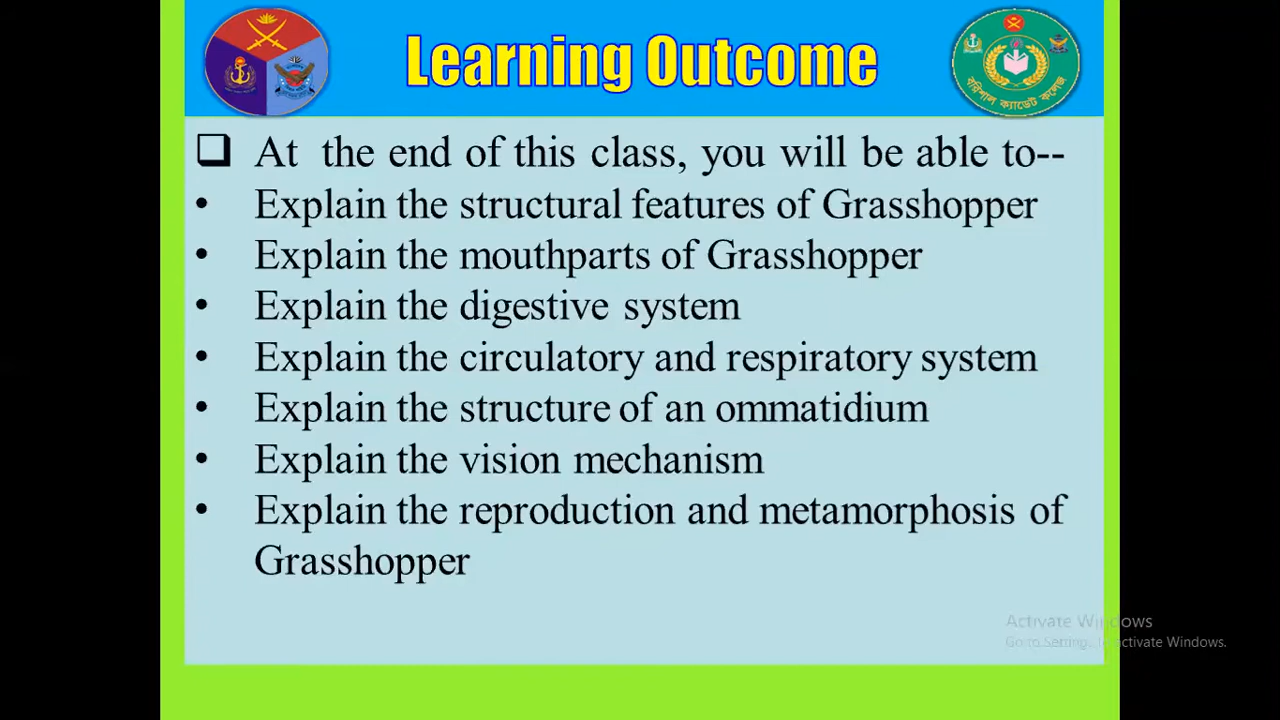 Learning Outcome
বরিশাল ক্যাডেট কলেজ
❑ At the end of this class, you will be able to--
• Explain the structural features of Grasshopper
• Explain the mouthparts of Grasshopper
• Explain the digestive system
• Explain the circulatory and respiratory system
• Explain the structure of an ommatidium
• Explain the vision mechanism
• Explain the reproduction and metamorphosis of
Grasshopper
Activate Windows
Go to Settings to activate Windows.